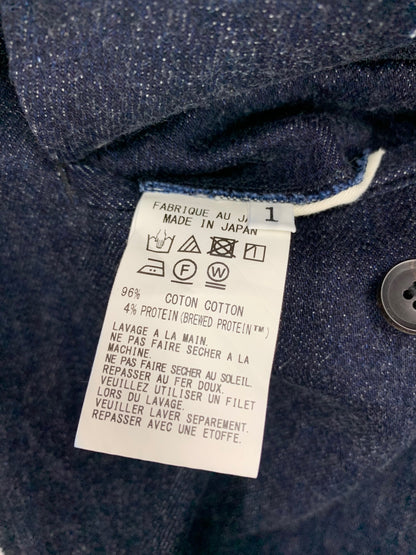 FABRIQUE AU
1
MADE IN JAPAN
F W
96% COTON COTTON
4% PROTEIN (BREWED PROTEIN™)
LAVAGE A LA MAIN.
NE PAS FAIRE SECHER A LA
MACHINE.
NE PAS FAIRE SECHER AU SOLEIL.
REPASSER AU FER DOUX.
VEUILLEZ UTILISER UN FILET
LORS DU LAVAGE.
VEUILLER LAVER SEPAREMENT.
REPASSER AVEC UNE ETOFFE.